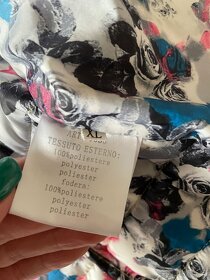 XL
TESSUTO ESTERNO:
100%poliestere
polyester
poliester
fodera:
100%poliestere
polyester
poliester